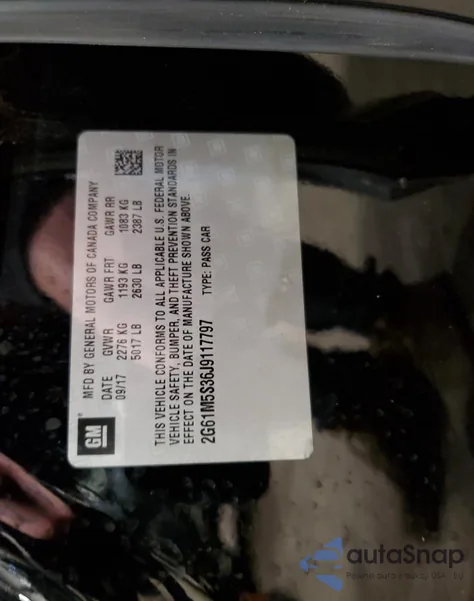 GM
MFD BY GENERAL MOTORS OF CANADA COMPANY
DATE GVWR GAWR FRT GAWR RR
09/17 2276 KG 1193 KG 1083 KG
5017 LB 2630 LB 2387 LB
THIS VEHICLE CONFORMS TO ALL APPLICABLE U.S. FEDERAL MOTOR
VEHICLE SAFETY, BUMPER, AND THEFT PREVENTION STANDARDS IN
EFFECT ON THE DATE OF MANUFACTURE SHOWN ABOVE.
2G61M5S36J9117797 TYPE: PASS CAR
autaSnap